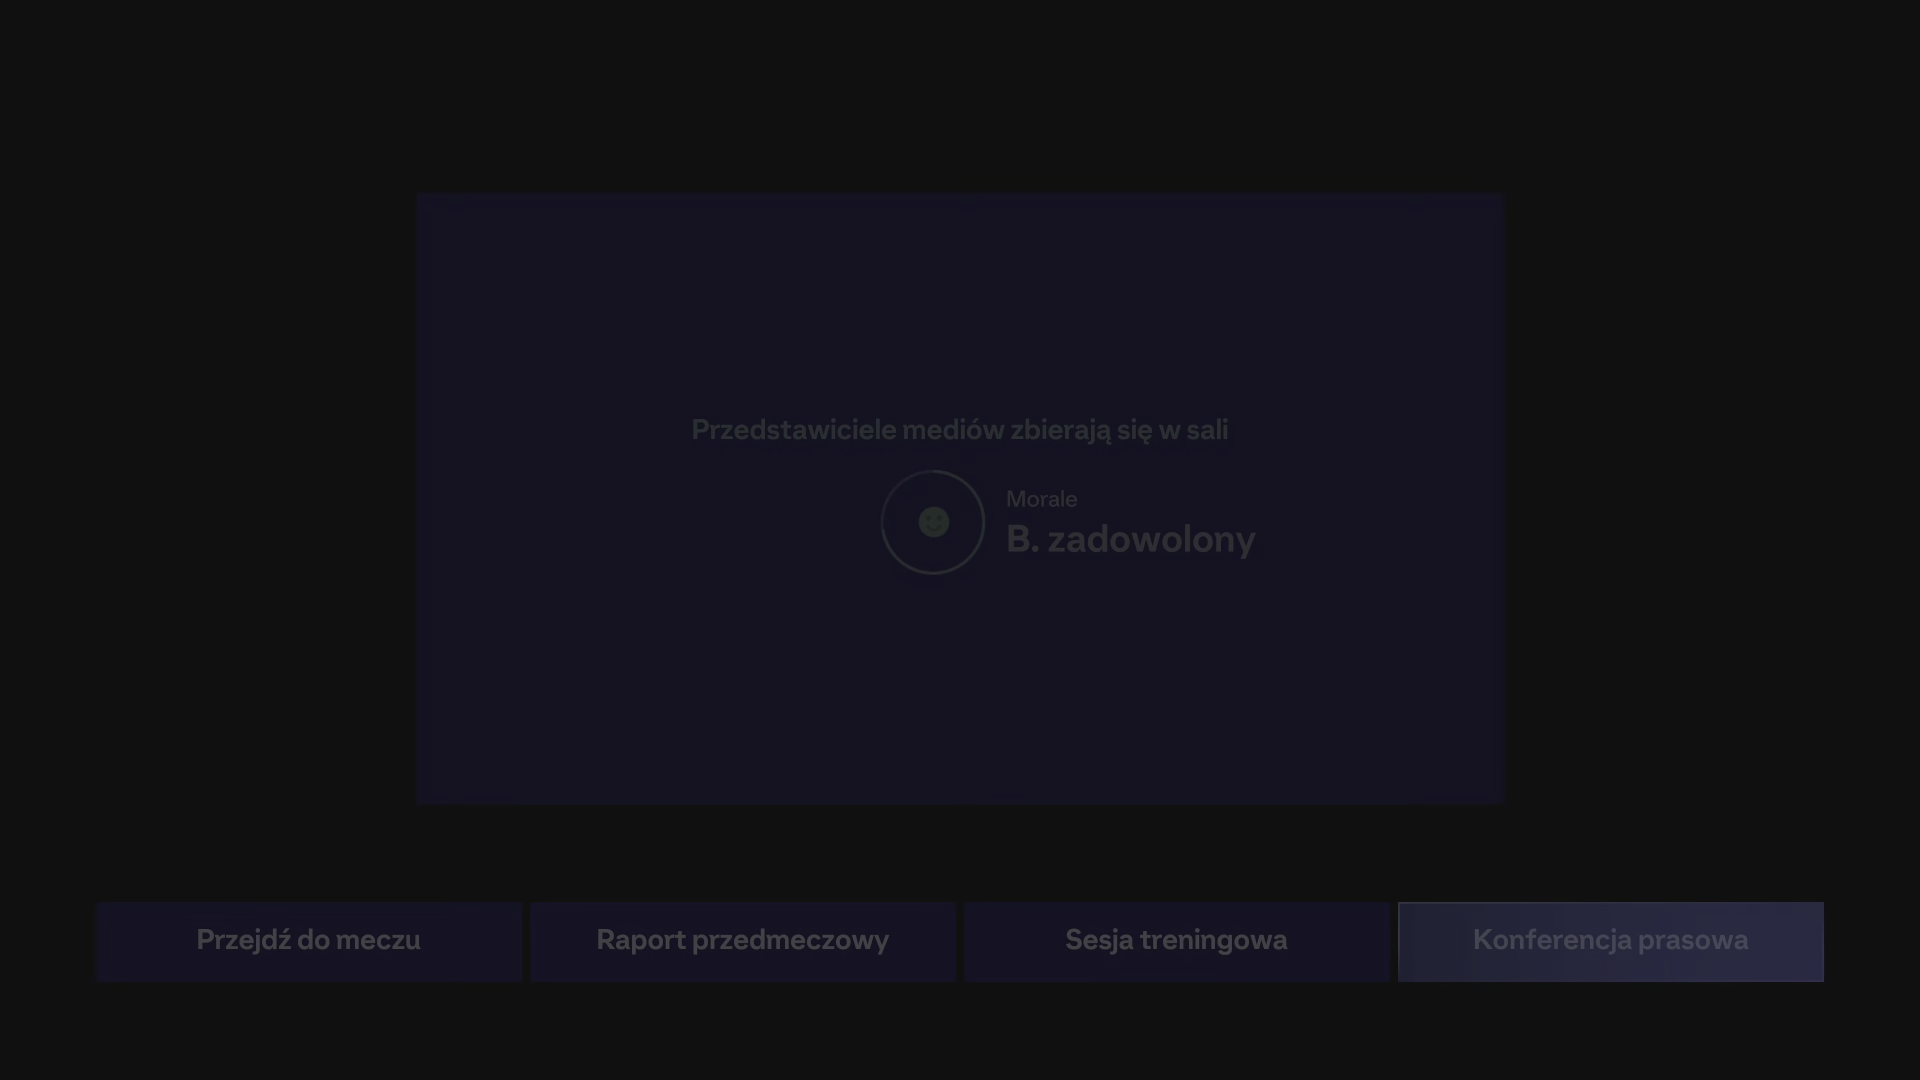 Przedstawiciele mediów zbierają się w sali
Morale
B. zadowolony
Przejdź do meczu
Raport przedmeczowy
Sesja treningowa
Konferencja prasowa